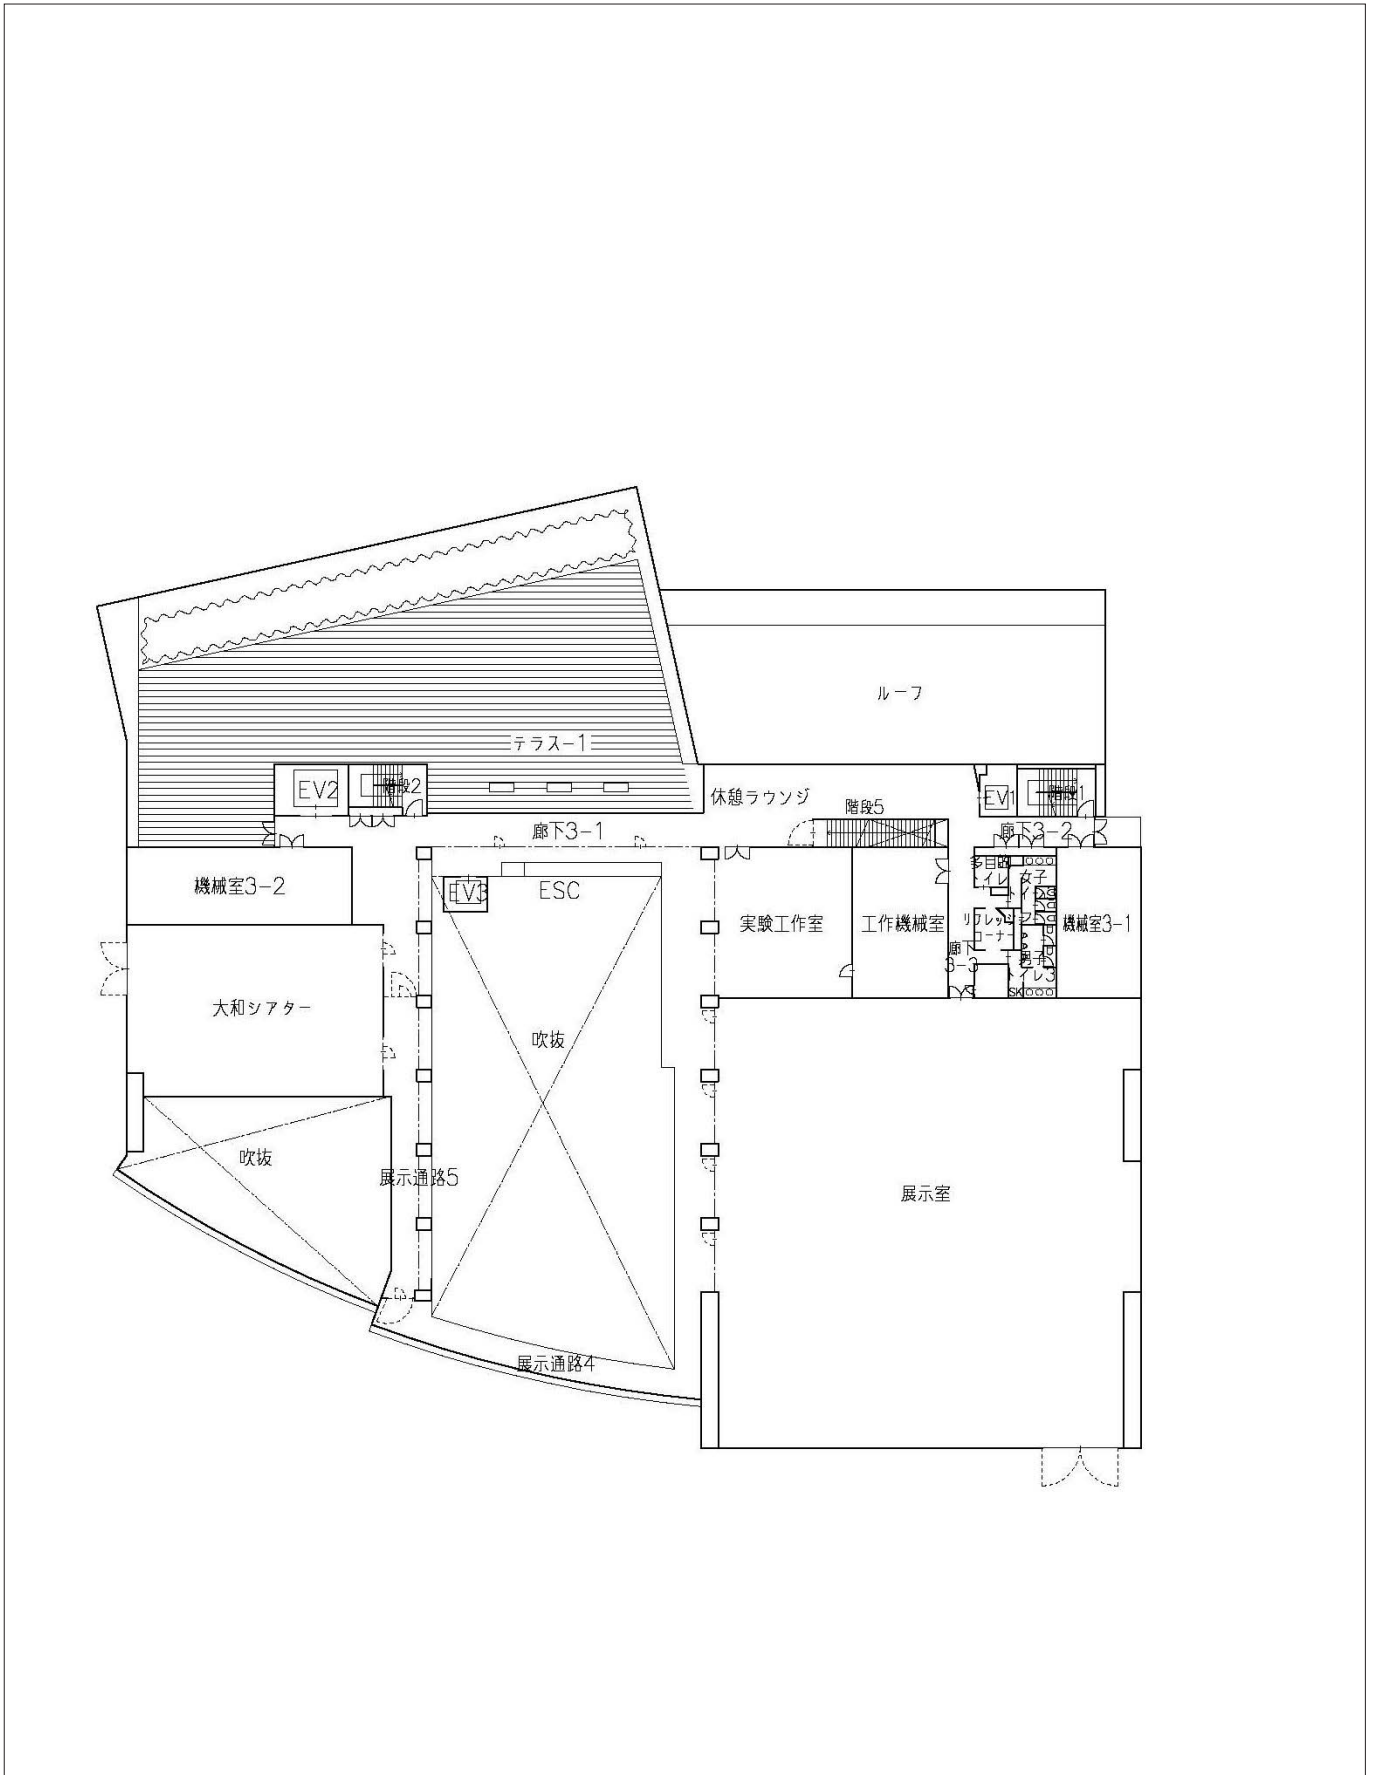 ルーフ
テラス-1
EV2
階段2
休憩ラウンジ
EV1
階段1
階段5
廊下3-1
廊下3-2
機械室3-2
EV3
ESC
多目的
トイレ
女子
トイレ3
実験工作室
工作機械室
リフレッシュ
コーナー
機械室3-1
廊下
3-3
男子
トイレ3
SK
大和シアター
吹抜
吹抜
展示通路5
展示室
展示通路4